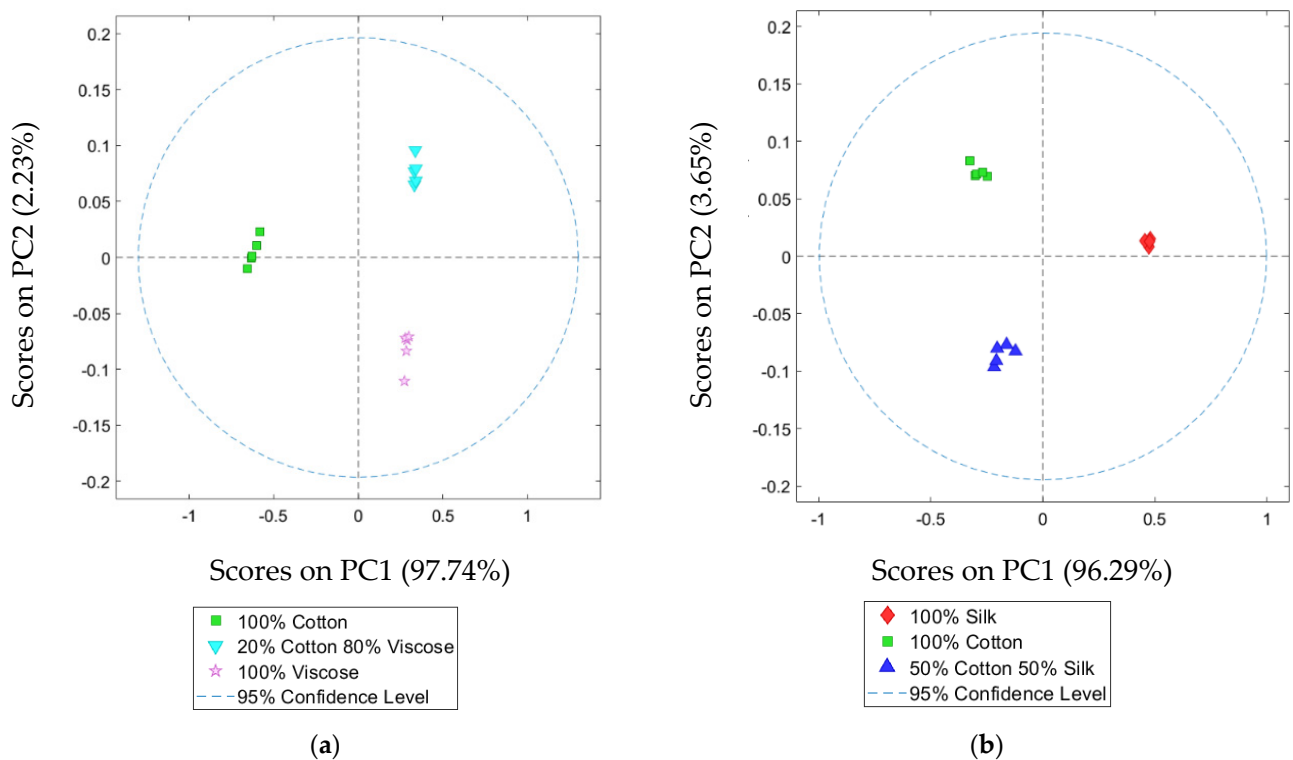 0.2
0.15
0.1
0.05
0
-0.05
-0.1
-0.15
-0.2
-1
-0.5
0
0.5
1
Scores on PC2 (2.23%)
Scores on PC1 (97.74%)
100% Cotton
20% Cotton 80% Viscose
100% Viscose
95% Confidence Level
(a)
0.2
0.15
0.1
0.05
0
-0.05
-0.1
-0.15
-0.2
-1
-0.5
0
0.5
1
Scores on PC2 (3.65%)
Scores on PC1 (96.29%)
100% Silk
100% Cotton
50% Cotton 50% Silk
95% Confidence Level
(b)